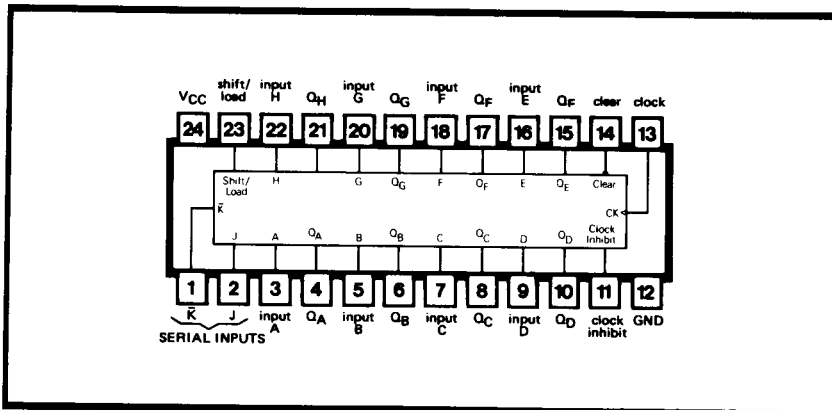 VCC shift/ load input H QH input G QG input F QF input E QF clear clock
24 23 22 21 20 19 18 17 16 15 14 13
Shift/ Load H G QG F QF E QE Clear
K̅ CK
J A QA B QB C QC D QD Clock Inhibit
1 2 3 4 5 6 7 8 9 10 11 12
K̅ J input A QA input B QB input C QC input D QD clock inhibit GND
SERIAL INPUTS